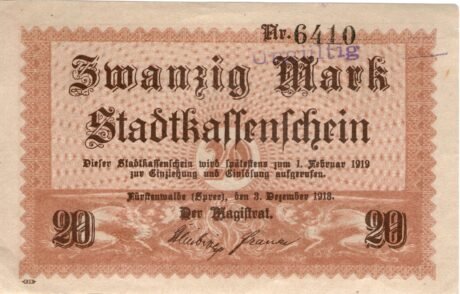 Nr. 6410
Ungültig
Zwanzig Mark
Stadtkassenschein
Dieser Stadtkassenschein wird spätestens zum 1. Februar 1919
zur Einziehung und Einlösung aufgerufen.
Fürstenwalde (Spree), den 3. Dezember 1918.
Der Magistrat.
20 20